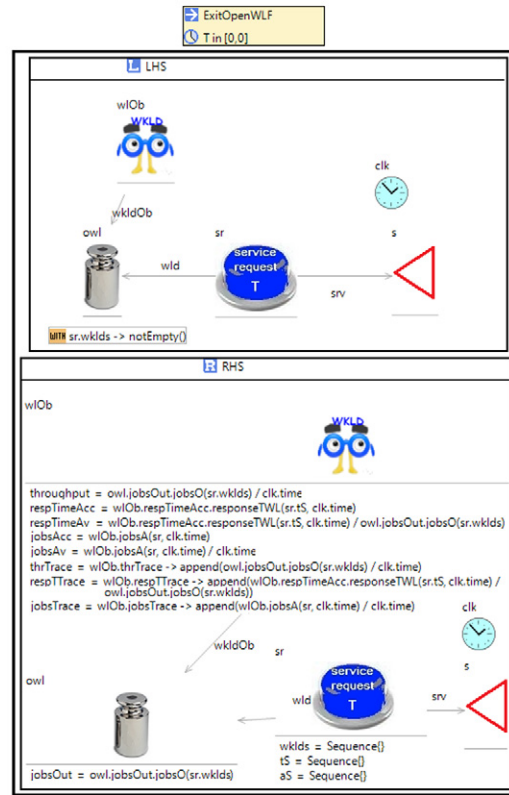 ExitOpenWLF
T in [0,0]
L LHS
wlOb
WKLD
clk
wkldOb
owl
sr
s
service
request
T
wld
srv
WITH sr.wklds -> notEmpty()
R RHS
wlOb
WKLD
throughput = owl.jobsOut.jobsO(sr.wklds) / clk.time
respTimeAcc = wlOb.respTimeAcc.responseTWL(sr.tS, clk.time)
respTimeAv = wlOb.respTimeAcc.responseTWL(sr.tS, clk.time) / owl.jobsOut.jobsO(sr.wklds)
jobsAcc = wlOb.jobsA(sr, clk.time)
jobsAv = wlOb.jobsA(sr, clk.time) / clk.time
thrTrace = wlOb.thrTrace -> append(owl.jobsOut.jobsO(sr.wklds) / clk.time)
respTTrace = wlOb.respTTrace -> append(wlOb.respTimeAcc.responseTWL(sr.tS, clk.time) /
owl.jobsOut.jobsO(sr.wklds))
jobsTrace = wlOb.jobsTrace -> append(wlOb.jobsA(sr, clk.time) / clk.time)
clk
wkldOb
sr
s
owl
service
request
T
wld
srv
wklds = Sequence{}
tS = Sequence{}
aS = Sequence{}
jobsOut = owl.jobsOut.jobsO(sr.wklds)